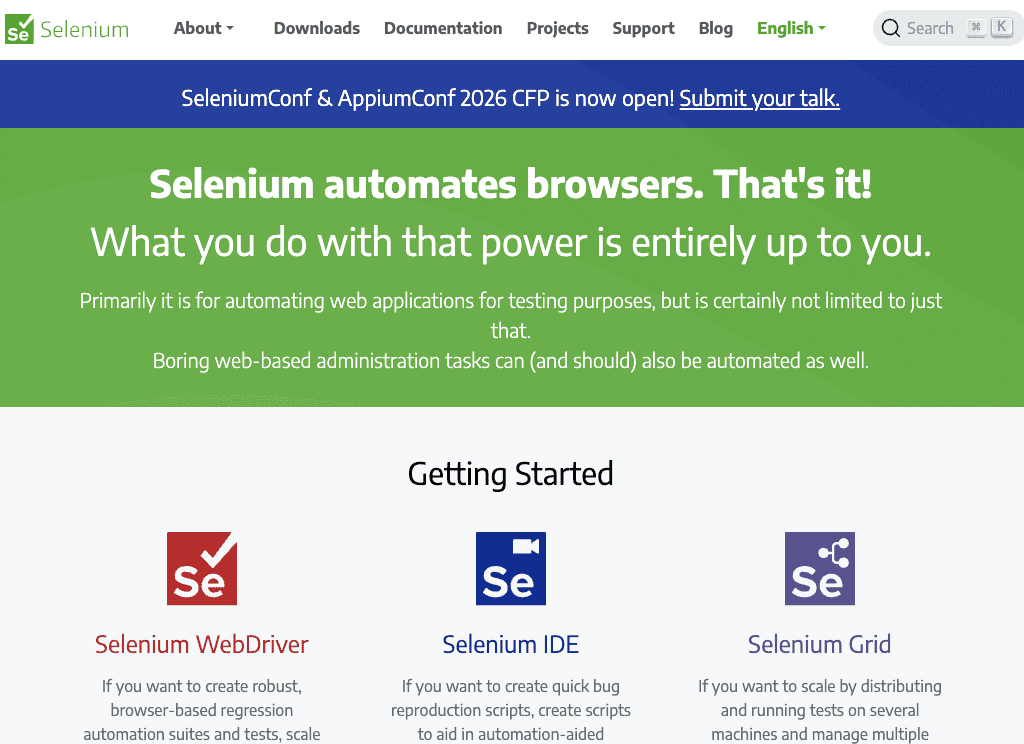 Se Selenium About Downloads Documentation Projects Support Blog English Search ⌘ K
SeleniumConf & AppiumConf 2026 CFP is now open! Submit your talk.
Selenium automates browsers. That's it!
What you do with that power is entirely up to you.
Primarily it is for automating web applications for testing purposes, but is certainly not limited to just
that.
Boring web-based administration tasks can (and should) also be automated as well.
Getting Started
Se
Se
Se
Selenium WebDriver
If you want to create robust,
browser-based regression
automation suites and tests, scale
Selenium IDE
If you want to create quick bug
reproduction scripts, create scripts
to aid in automation-aided
Selenium Grid
If you want to scale by distributing
and running tests on several
machines and manage multiple